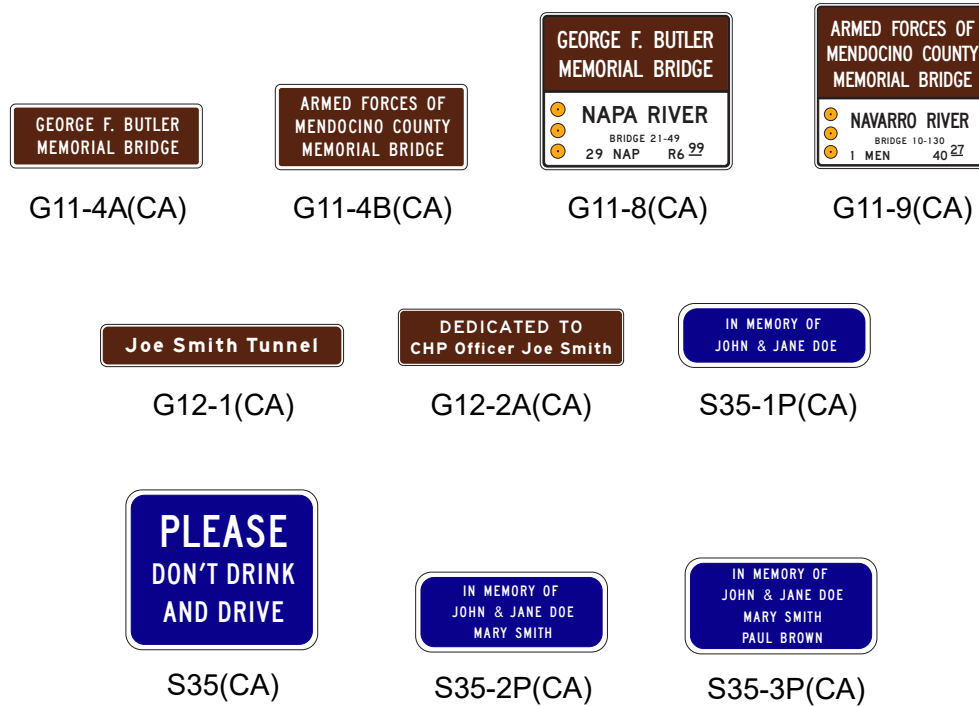 GEORGE F. BUTLER
MEMORIAL BRIDGE
G11-4A(CA)
ARMED FORCES OF
MENDOCINO COUNTY
MEMORIAL BRIDGE
G11-4B(CA)
GEORGE F. BUTLER
MEMORIAL BRIDGE
NAPA RIVER
BRIDGE 21-49
29 NAP R6 99
G11-8(CA)
ARMED FORCES OF
MENDOCINO COUNTY
MEMORIAL BRIDGE
NAVARRO RIVER
BRIDGE 10-130
1 MEN 40 27
G11-9(CA)
Joe Smith Tunnel
G12-1(CA)
DEDICATED TO
CHP Officer Joe Smith
G12-2A(CA)
IN MEMORY OF
JOHN & JANE DOE
S35-1P(CA)
PLEASE
DON'T DRINK
AND DRIVE
S35(CA)
IN MEMORY OF
JOHN & JANE DOE
MARY SMITH
S35-2P(CA)
IN MEMORY OF
JOHN & JANE DOE
MARY SMITH
PAUL BROWN
S35-3P(CA)